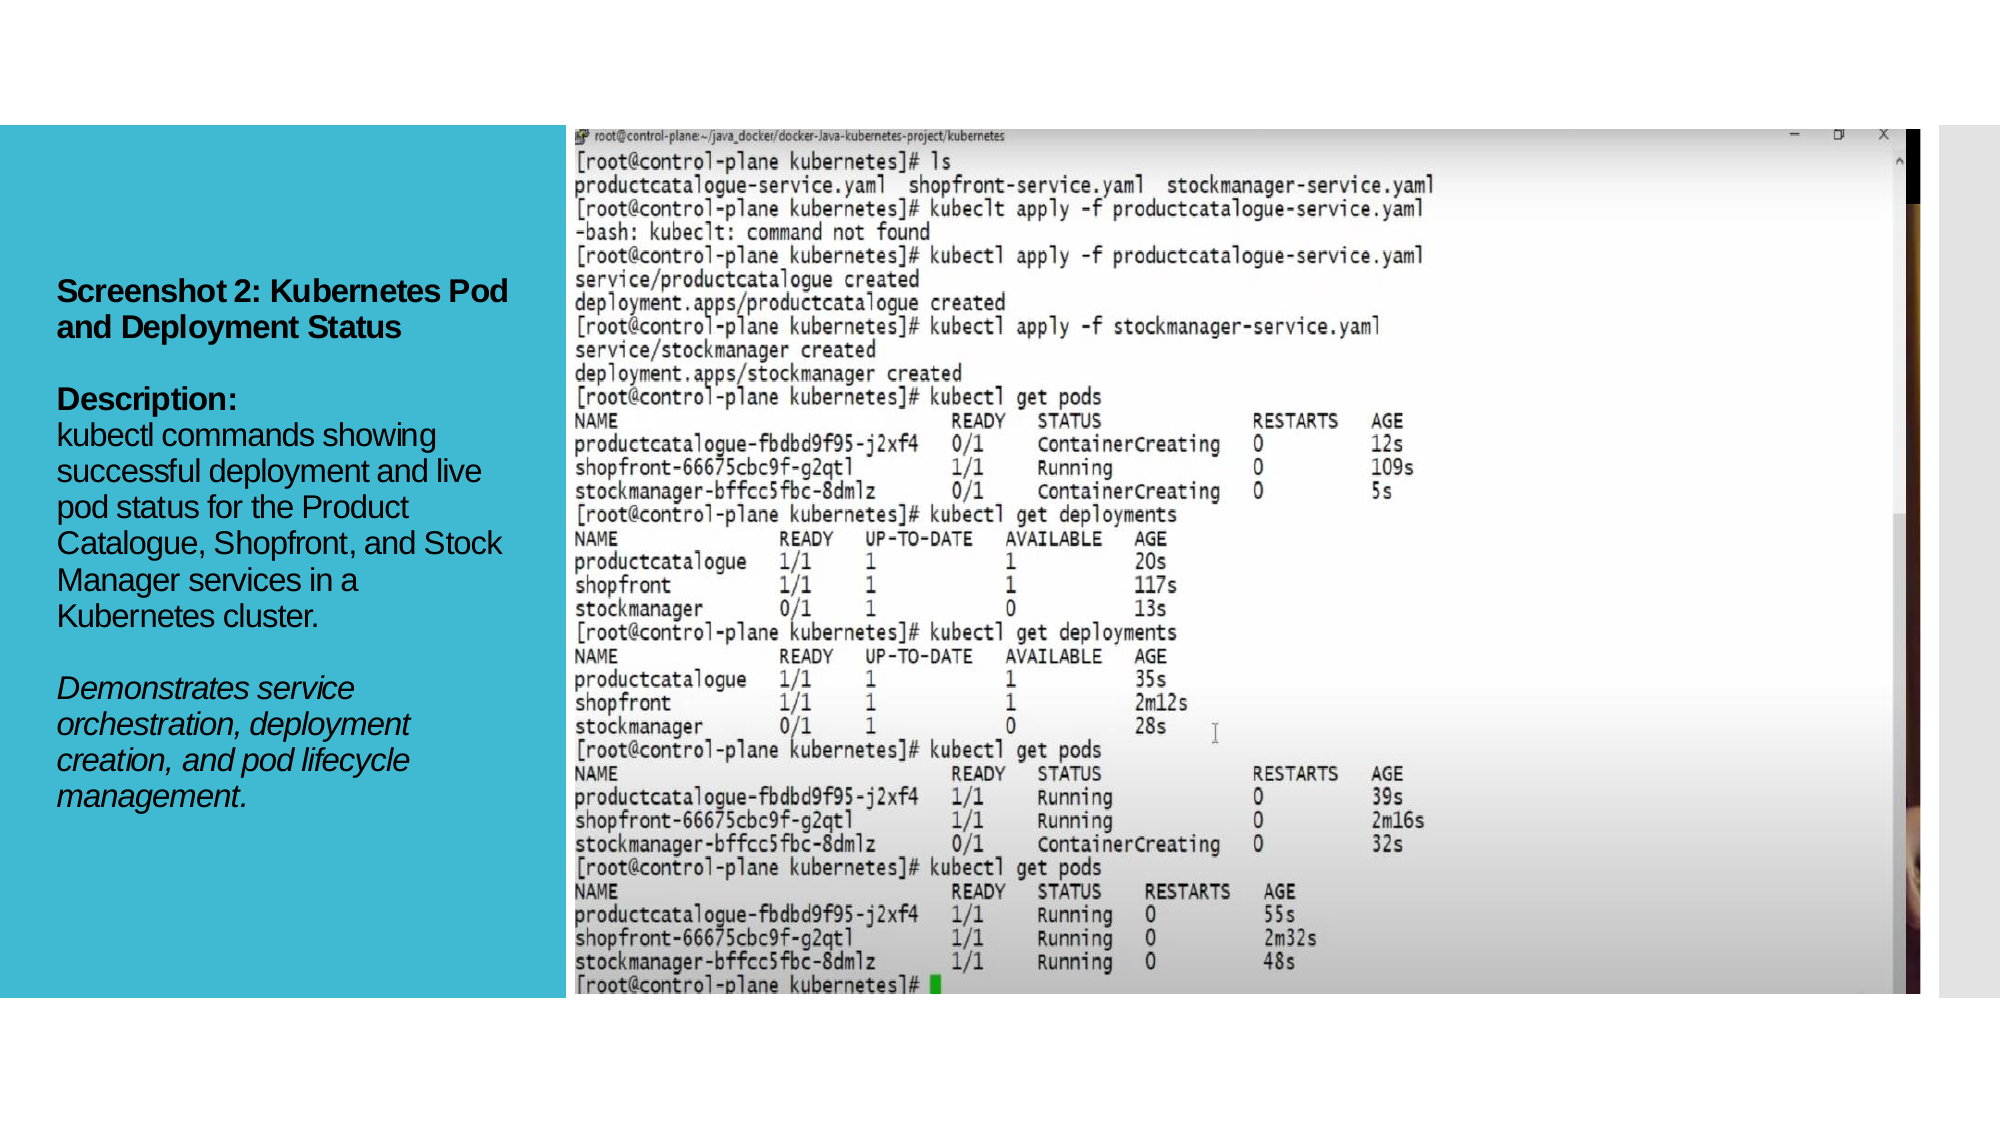 Screenshot 2: Kubernetes Pod
and Deployment Status
Description:
kubectl commands showing
successful deployment and live
pod status for the Product
Catalogue, Shopfront, and Stock
Manager services in a
Kubernetes cluster.
Demonstrates service
orchestration, deployment
creation, and pod lifecycle
management.
root@control-plane:~/java_docker/docker-Java-kubernetes-project/kubernetes
[root@control-plane kubernetes]# ls
productcatalogue-service.yaml  shopfront-service.yaml  stockmanager-service.yaml
[root@control-plane kubernetes]# kubeclt apply -f productcatalogue-service.yaml
-bash: kubeclt: command not found
[root@control-plane kubernetes]# kubectl apply -f productcatalogue-service.yaml
service/productcatalogue created
deployment.apps/productcatalogue created
[root@control-plane kubernetes]# kubectl apply -f stockmanager-service.yaml
service/stockmanager created
deployment.apps/stockmanager created
[root@control-plane kubernetes]# kubectl get pods
NAME                               READY   STATUS              RESTARTS   AGE
productcatalogue-fbdbd9f95-j2xf4   0/1     ContainerCreating   0          12s
shopfront-66675cbc9f-g2qtl         1/1     Running             0          109s
stockmanager-bffcc5fbc-8dmlz       0/1     ContainerCreating   0          5s
[root@control-plane kubernetes]# kubectl get deployments
NAME               READY   UP-TO-DATE   AVAILABLE   AGE
productcatalogue   1/1     1            1           20s
shopfront          1/1     1            1           117s
stockmanager       0/1     1            0           13s
[root@control-plane kubernetes]# kubectl get deployments
NAME               READY   UP-TO-DATE   AVAILABLE   AGE
productcatalogue   1/1     1            1           35s
shopfront          1/1     1            1           2m12s
stockmanager       0/1     1            0           28s
[root@control-plane kubernetes]# kubectl get pods
NAME                               READY   STATUS              RESTARTS   AGE
productcatalogue-fbdbd9f95-j2xf4   1/1     Running             0          39s
shopfront-66675cbc9f-g2qtl         1/1     Running             0          2m16s
stockmanager-bffcc5fbc-8dmlz       0/1     ContainerCreating   0          32s
[root@control-plane kubernetes]# kubectl get pods
NAME                               READY   STATUS    RESTARTS   AGE
productcatalogue-fbdbd9f95-j2xf4   1/1     Running   0          55s
shopfront-66675cbc9f-g2qtl         1/1     Running   0          2m32s
stockmanager-bffcc5fbc-8dmlz       1/1     Running   0          48s
[root@control-plane kubernetes]#